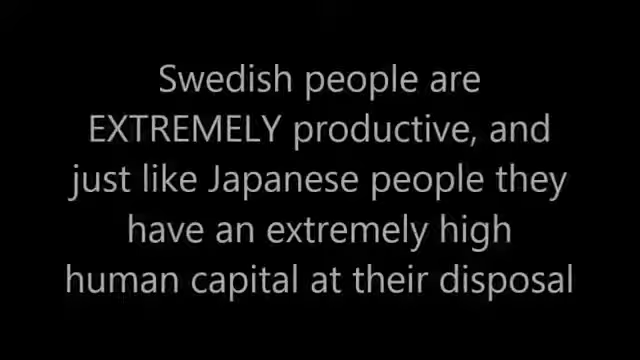 Swedish people are
EXTREMELY productive, and
just like Japanese people they
have an extremely high
human capital at their disposal